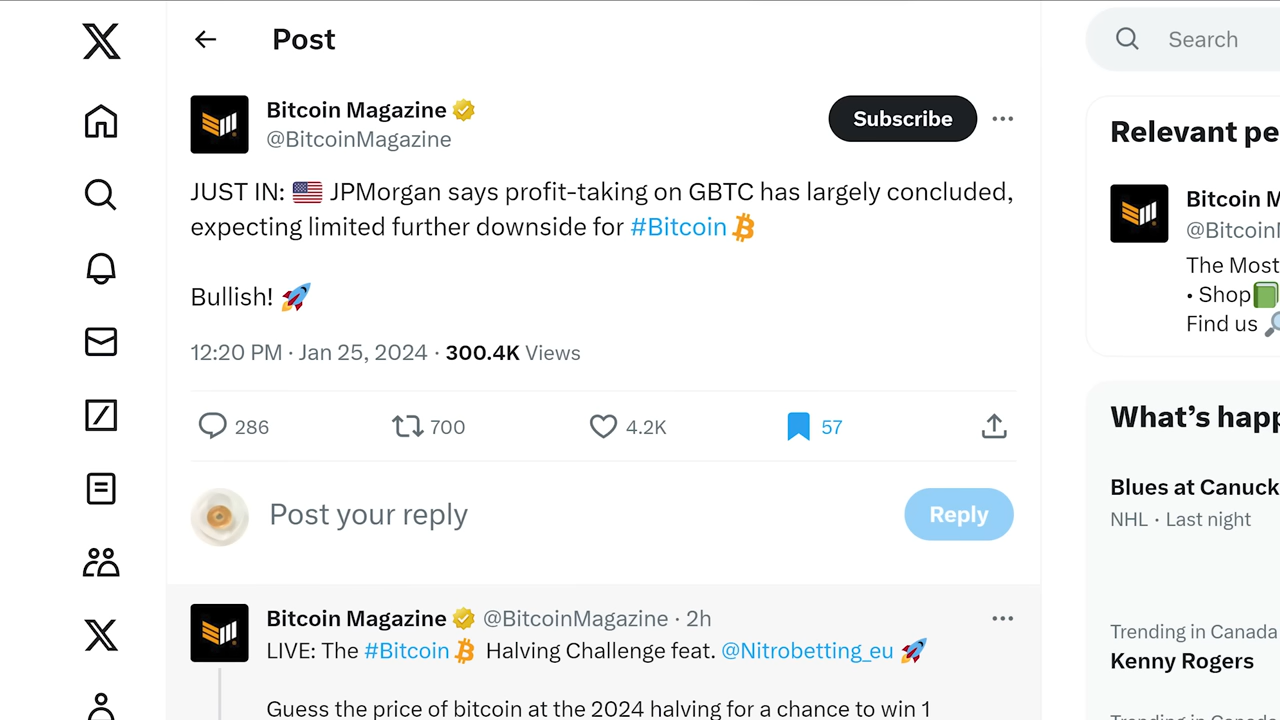 Post
Search
Bitcoin Magazine
@BitcoinMagazine
Subscribe
JUST IN: 🇺🇸 JPMorgan says profit-taking on GBTC has largely concluded,
expecting limited further downside for #Bitcoin
Bullish! 🚀
12:20 PM · Jan 25, 2024 · 300.4K Views
286 700 4.2K 57
Post your reply
Reply
Bitcoin Magazine @BitcoinMagazine · 2h
LIVE: The #Bitcoin Halving Challenge feat. @Nitrobetting_eu 🚀
Guess the price of bitcoin at the 2024 halving for a chance to win 1
Relevant pe
Bitcoin M
@BitcoinM
The Most
• Shop📗
Find us 🔎
What's happ
Blues at Canuck
NHL · Last night
Trending in Canada
Kenny Rogers